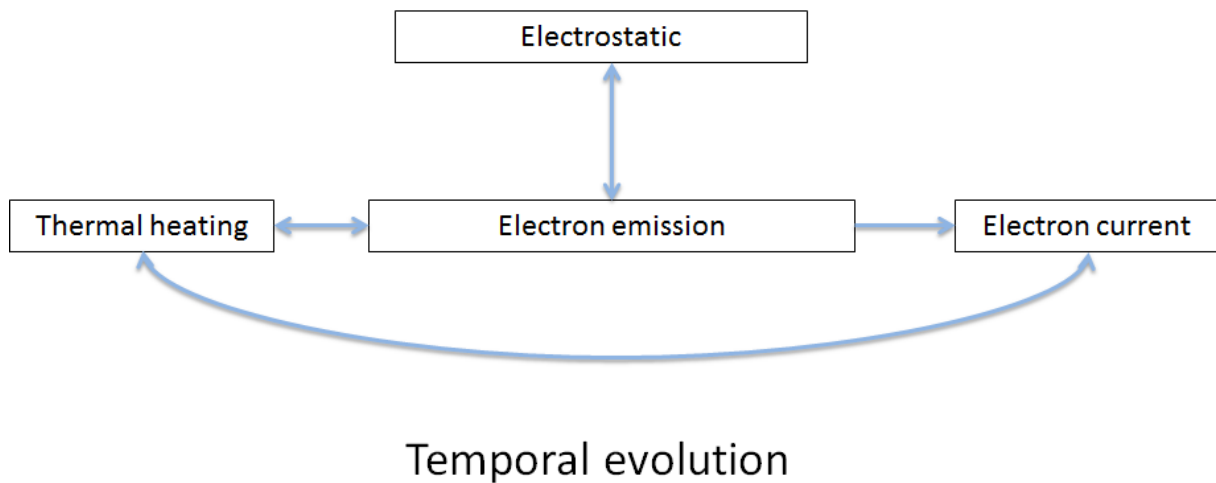 Electrostatic
Thermal heating
Electron emission
Electron current
Temporal evolution